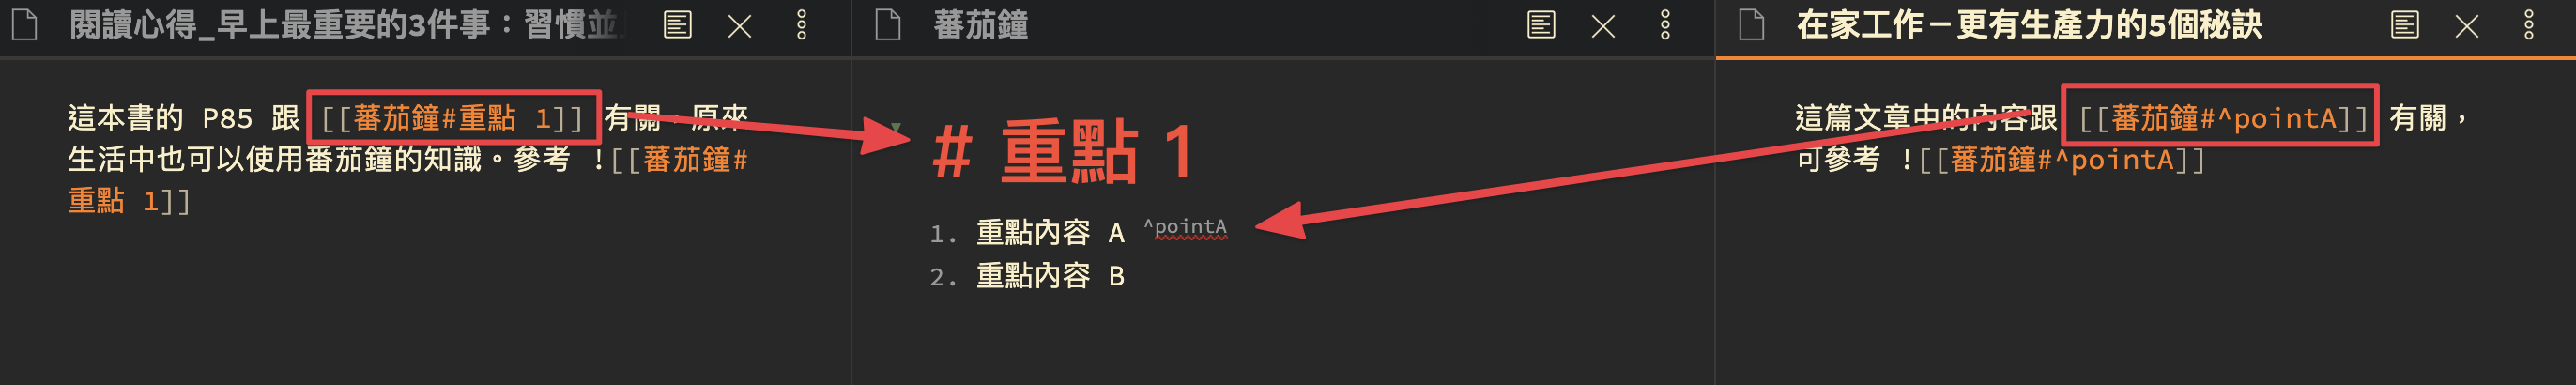 閱讀心得_早上最重要的3件事：習慣並
這本書的 P85 跟 [[蕃茄鐘#重點 1]] 有關，原來
生活中也可以使用番茄鐘的知識。參考 ![[蕃茄鐘#
重點 1]]
蕃茄鐘
# 重點 1
1. 重點內容 A ^pointA
2. 重點內容 B
在家工作－更有生產力的5個秘訣
這篇文章中的內容跟 [[蕃茄鐘#^pointA]] 有關，
可參考 ![[蕃茄鐘#^pointA]]